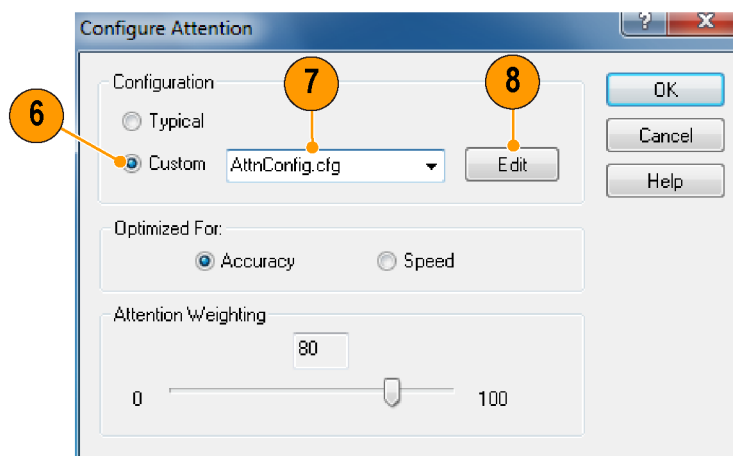 Configure Attention
?
X
Configuration
6
7
8
Typical
Custom
AttnConfig.cfg
Edit
OK
Cancel
Help
Optimized For:
Accuracy
Speed
Attention Weighting
80
0
100